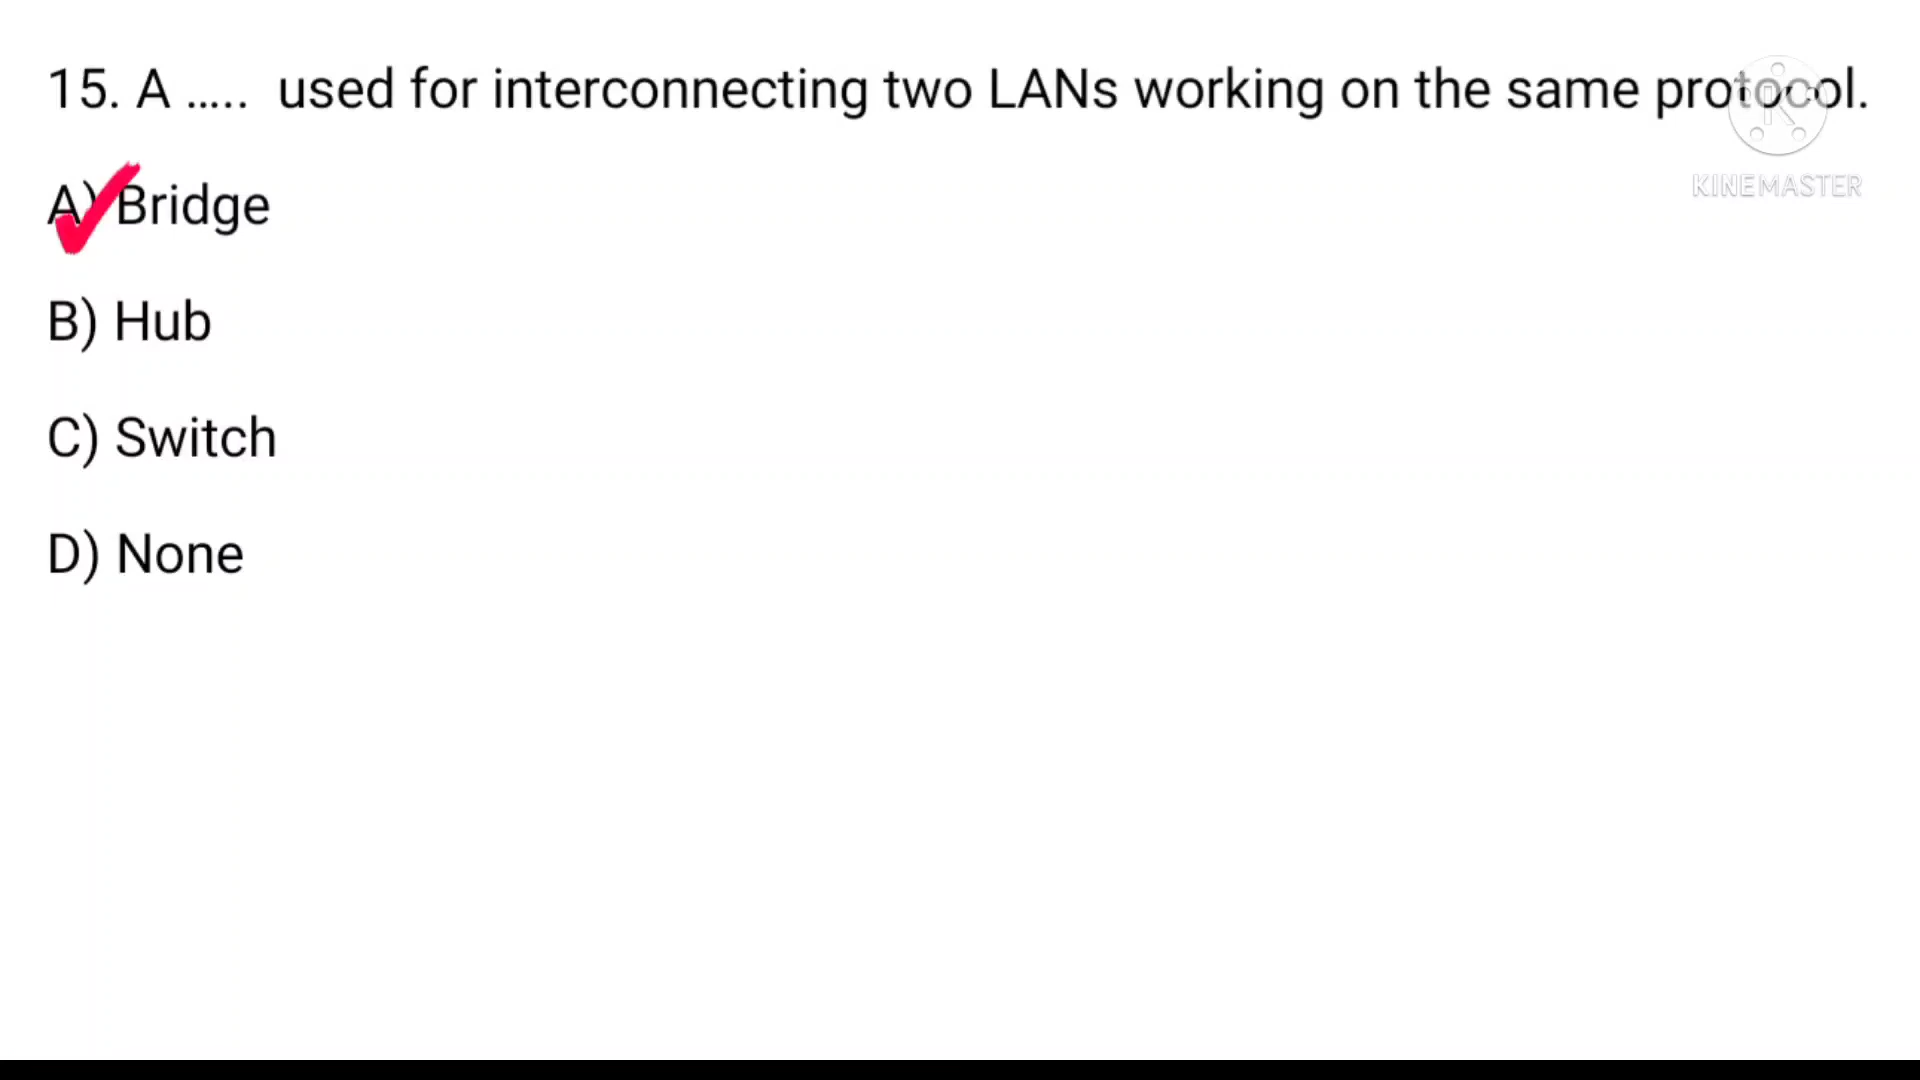 15. A ..... used for interconnecting two LANs working on the same protocol.
KINEMASTER
A) Bridge
B) Hub
C) Switch
D) None